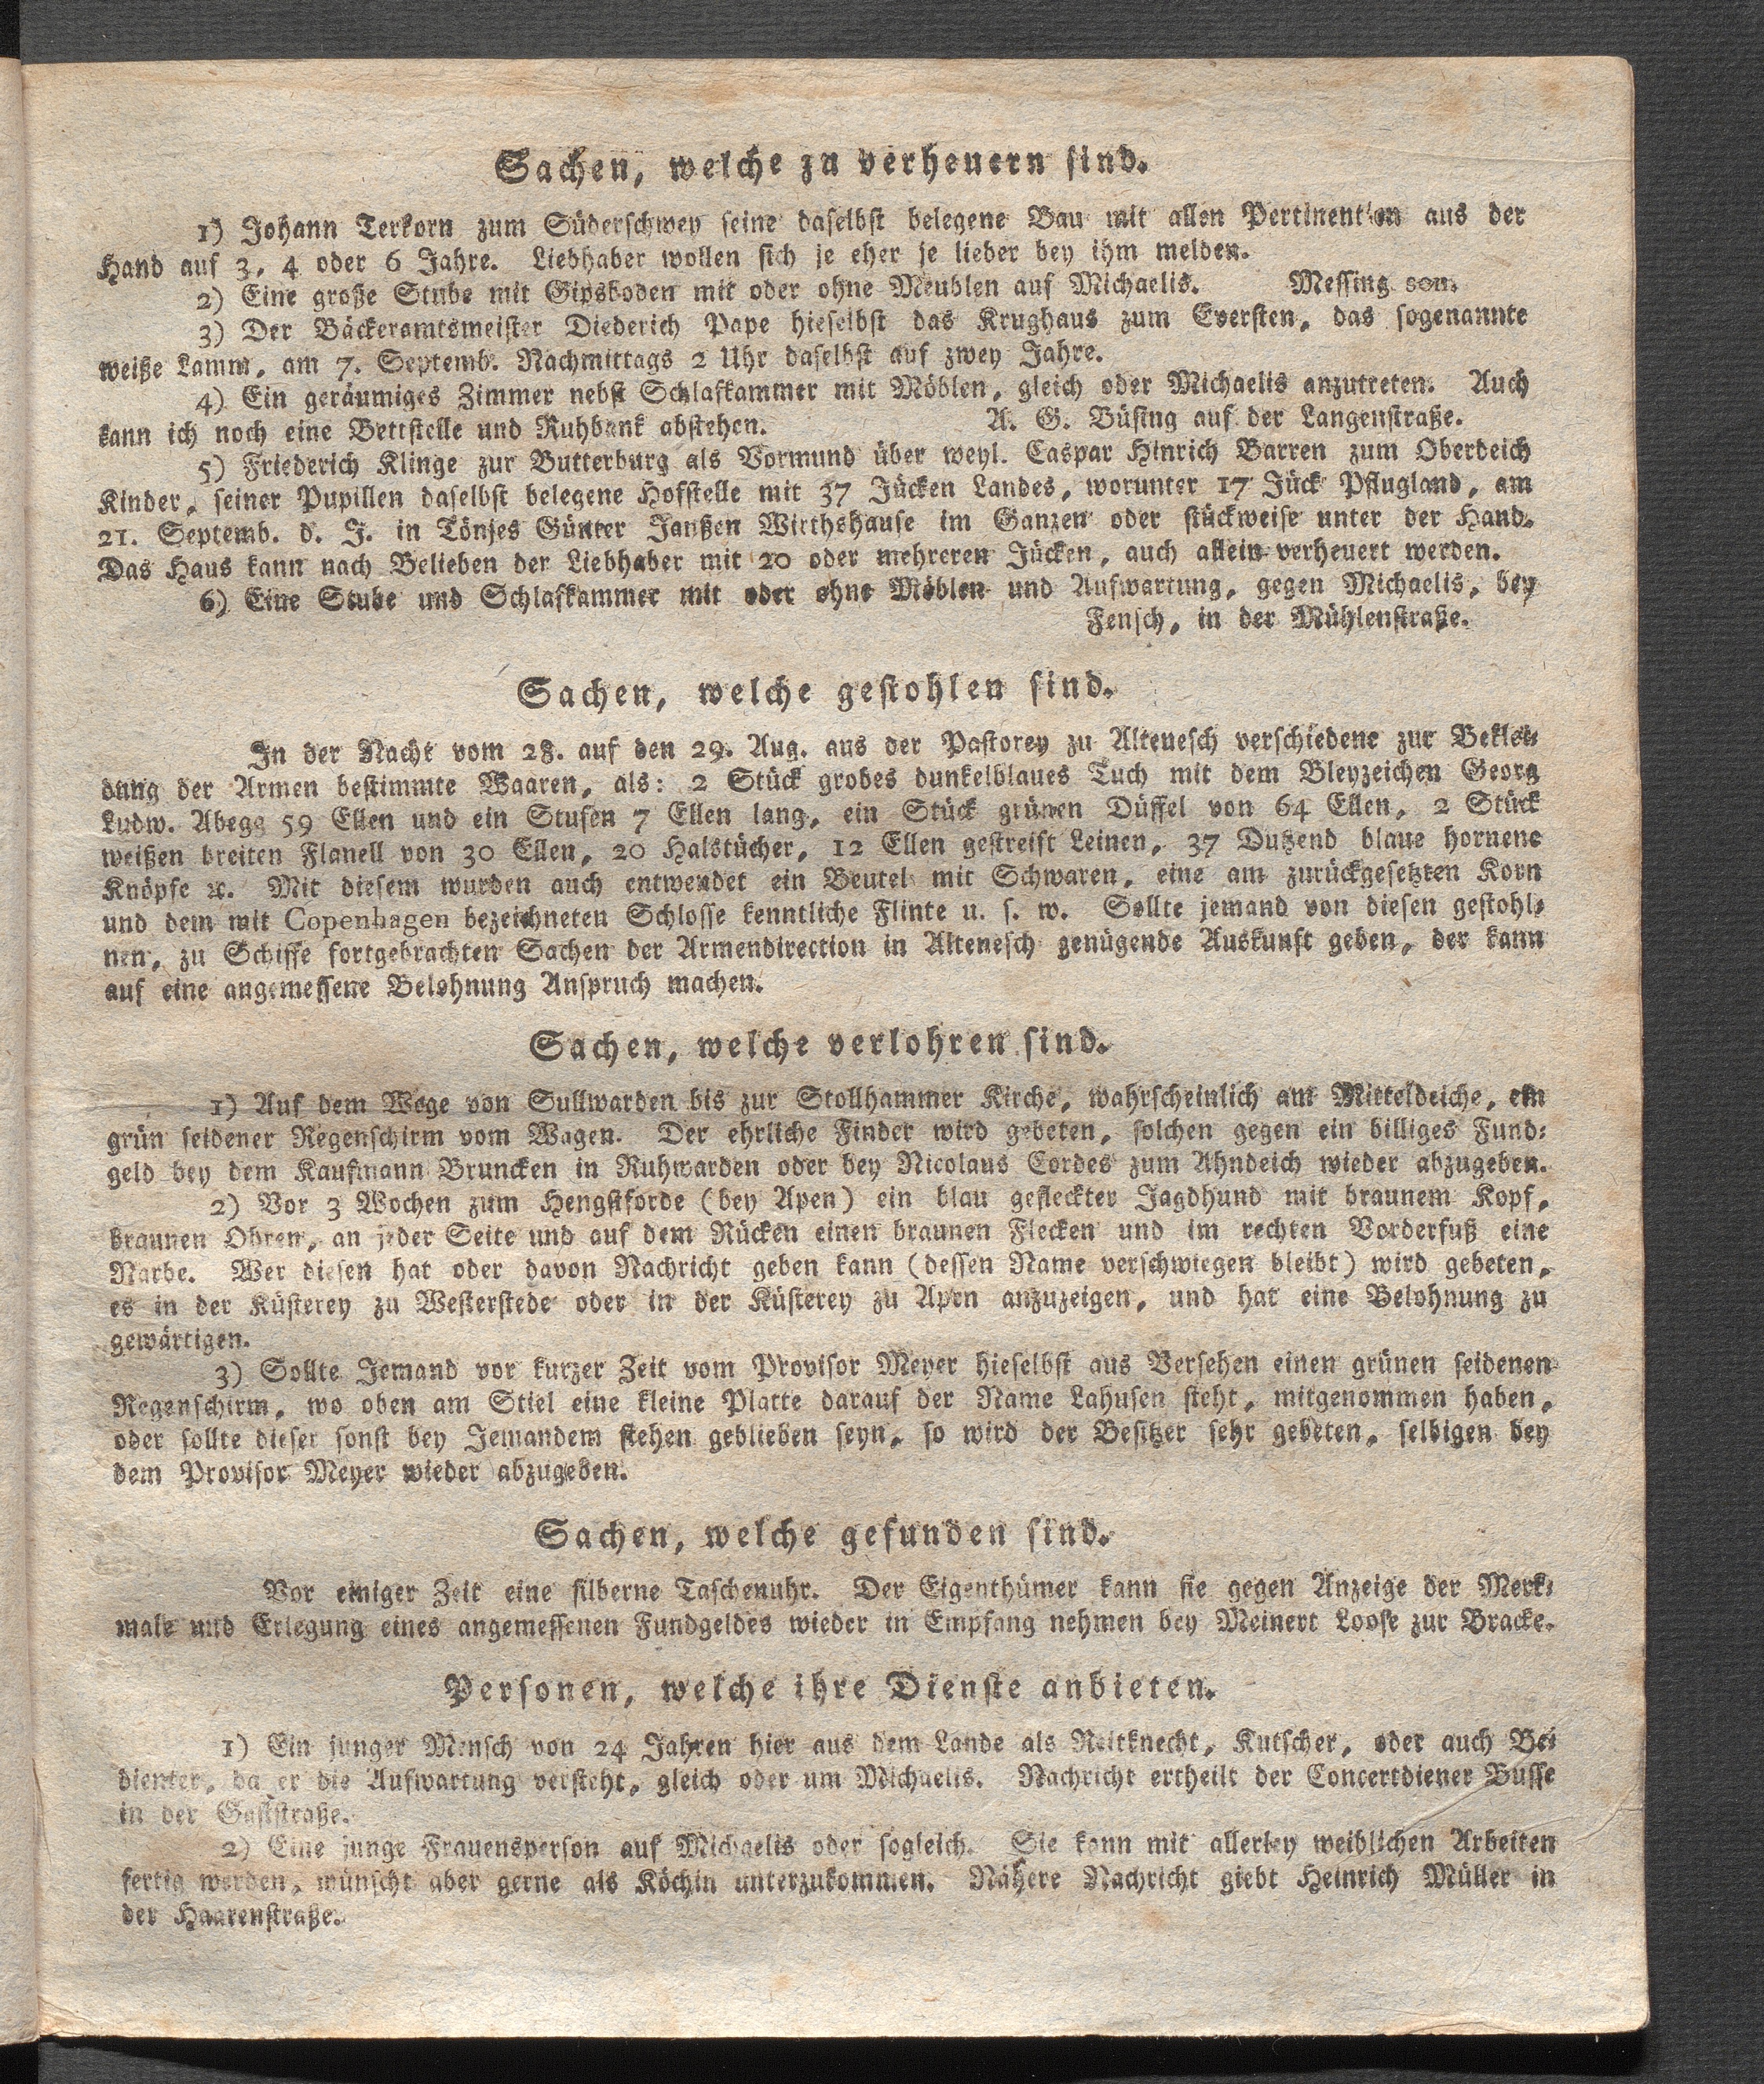 Sachen, welche zu verheuern sind.
1) Johann Terkorn zum Süderschwey seine daselbst belegene Bau mit allen Pertinentien aus der
Hand auf 3, 4 oder 6 Jahre. Liebhaber wollen sich je eher je lieber bey ihm melden.
2) Eine große Stube mit Gipsboden mit oder ohne Meublen auf Michaelis. Messing sen.
3) Der Bäckeramtsmeister Diederich Pape hieselbst das Krughaus zum Eversten, das sogenannte
weiße Lamm, am 7. Septemb. Nachmittags 2 Uhr daselbst auf zwey Jahre.
4) Ein geräumiges Zimmer nebst Schlafkammer mit Möblen, gleich oder Michaelis anzutreten. Auch
kann ich noch eine Bettstelle und Ruhbank abstehen. A. G. Büsing auf der Langenstraße.
5) Friederich Klinge zur Butterburg als Vormund über weyl. Caspar Hinrich Barren zum Oberdeich
Kinder, seiner Pupillen daselbst belegene Hofstelle mit 37 Jücken Landes, worunter 17 Jück Pflugland, am
21. Septemb. d. J. in Tönjes Günter Janßen Wirthshause im Ganzen oder stückweise unter der Hand.
Das Haus kann nach Belieben der Liebhaber mit 20 oder mehreren Jücken, auch allein verheuert werden.
6) Eine Stube und Schlafkammer mit oder ohne Möblen und Aufwartung, gegen Michaelis, bey
Fensch, in der Mühlenstraße.
Sachen, welche gestohlen sind.
In der Nacht vom 28. auf den 29. Aug. aus der Pastorey zu Altenesch verschiedene zur Beklei-
dung der Armen bestimmte Waaren, als: 2 Stück grobes dunkelblaues Tuch mit dem Bleyzeichen Georg
Ludw. Abegg 59 Ellen und ein Stufen 7 Ellen lang, ein Stück grünen Düffel von 64 Ellen, 2 Stück
weißen breiten Flanell von 30 Ellen, 20 Halstücher, 12 Ellen gestreift Leinen, 37 Dutzend blaue hornene
Knöpfe ꝛc. Mit diesem wurden auch entwendet ein Beutel mit Schwaren, eine am zurückgesetzten Korn
und dem mit Copenhagen bezeichneten Schlosse kenntliche Flinte u. s. w. Sollte jemand von diesen gestohl-
nen, zu Schiffe fortgebrachten Sachen der Armendirection in Altenesch genügende Auskunft geben, der kann
auf eine angemessene Belohnung Anspruch machen.
Sachen, welche verlohren sind.
1) Auf dem Wege von Sullwarden bis zur Stollhammer Kirche, wahrscheinlich am Mitteldeiche, ein
grün seidener Regenschirm vom Wagen. Der ehrliche Finder wird gebeten, solchen gegen ein billiges Fund-
geld bey dem Kaufmann Bruncken in Ruhwarden oder bey Nicolaus Cordes zum Ahndeich wieder abzugeben.
2) Vor 3 Wochen zum Hengstforde (bey Apen) ein blau gefleckter Jagdhund mit braunem Kopf,
braunen Ohren, an jeder Seite und auf dem Rücken einen braunen Flecken und im rechten Vorderfuß eine
Narbe. Wer diesen hat oder davon Nachricht geben kann (dessen Name verschwiegen bleibt) wird gebeten,
es in der Küsterey zu Westerstede oder in der Küsterey zu Apen anzuzeigen, und hat eine Belohnung zu
gewärtigen.
3) Sollte Jemand vor kurzer Zeit vom Provisor Meyer hieselbst aus Versehen einen grünen seidenen
Regenschirm, wo oben am Stiel eine kleine Platte darauf der Name Lahusen steht, mitgenommen haben,
oder sollte dieser sonst bey Jemandem stehen geblieben seyn, so wird der Besitzer sehr gebeten, selbigen bey
dem Provisor Meyer wieder abzugeben.
Sachen, welche gefunden sind.
Vor einiger Zeit eine silberne Taschenuhr. Der Eigenthümer kann sie gegen Anzeige der Merk-
male und Erlegung eines angemessenen Fundgeldes wieder in Empfang nehmen bey Meinert Loose zur Bracke.
Personen, welche ihre Dienste anbieten.
1) Ein junger Mensch von 24 Jahren hier aus dem Lande als Reitknecht, Kutscher, oder auch Be-
dienter, da er die Aufwartung versteht, gleich oder um Michaelis. Nachricht ertheilt der Concertdiener Busse
in der Gaststraße.
2) Eine junge Frauensperson auf Michaelis oder sogleich. Sie kann mit allerley weiblichen Arbeiten
fertig werden, wünscht aber gerne als Köchin unterzukommen. Nähere Nachricht giebt Heinrich Müller in
der Haarenstraße.